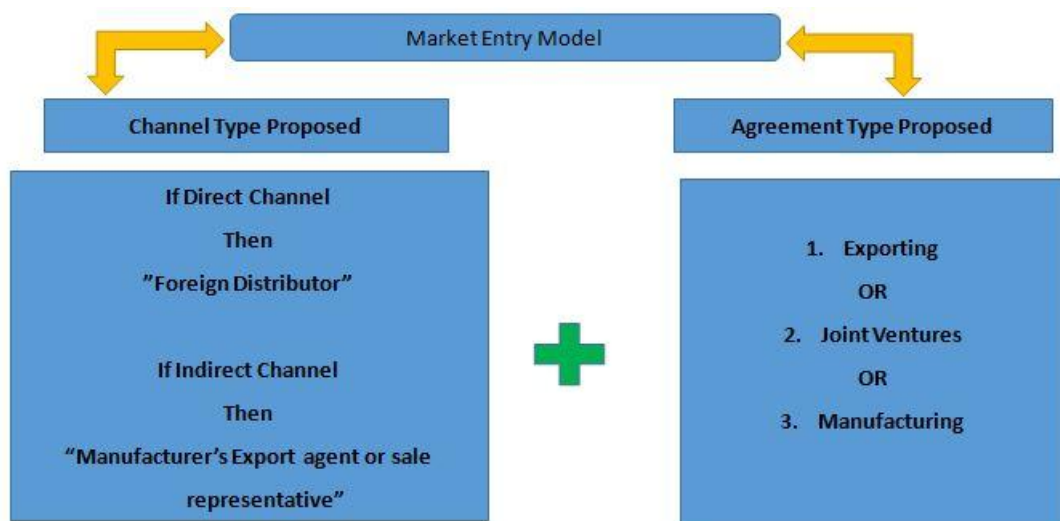 Market Entry Model
Channel Type Proposed
Agreement Type Proposed
If Direct Channel
Then
”Foreign Distributor”
If Indirect Channel
Then
“Manufacturer’s Export agent or sale
representative”
1. Exporting
OR
2. Joint Ventures
OR
3. Manufacturing